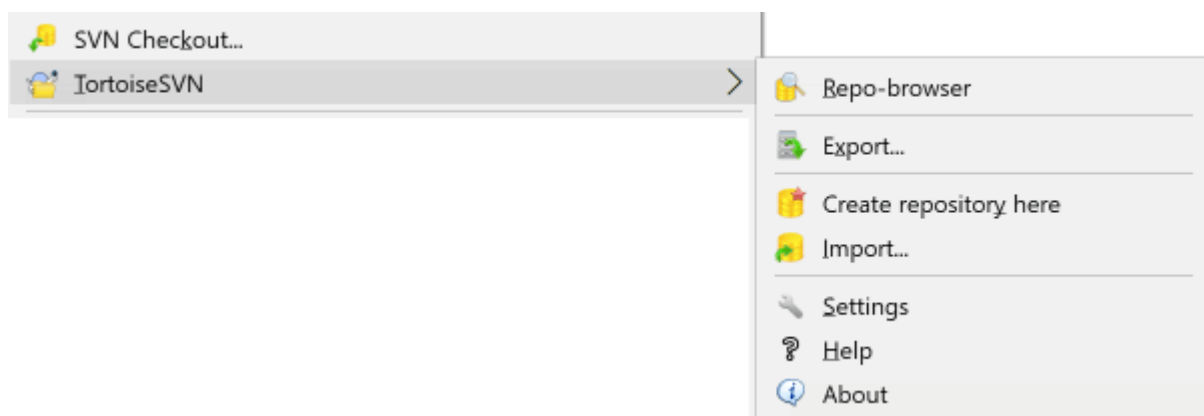 SVN Checkout...
TortoiseSVN
Repo-browser
Export...
Create repository here
Import...
Settings
Help
About